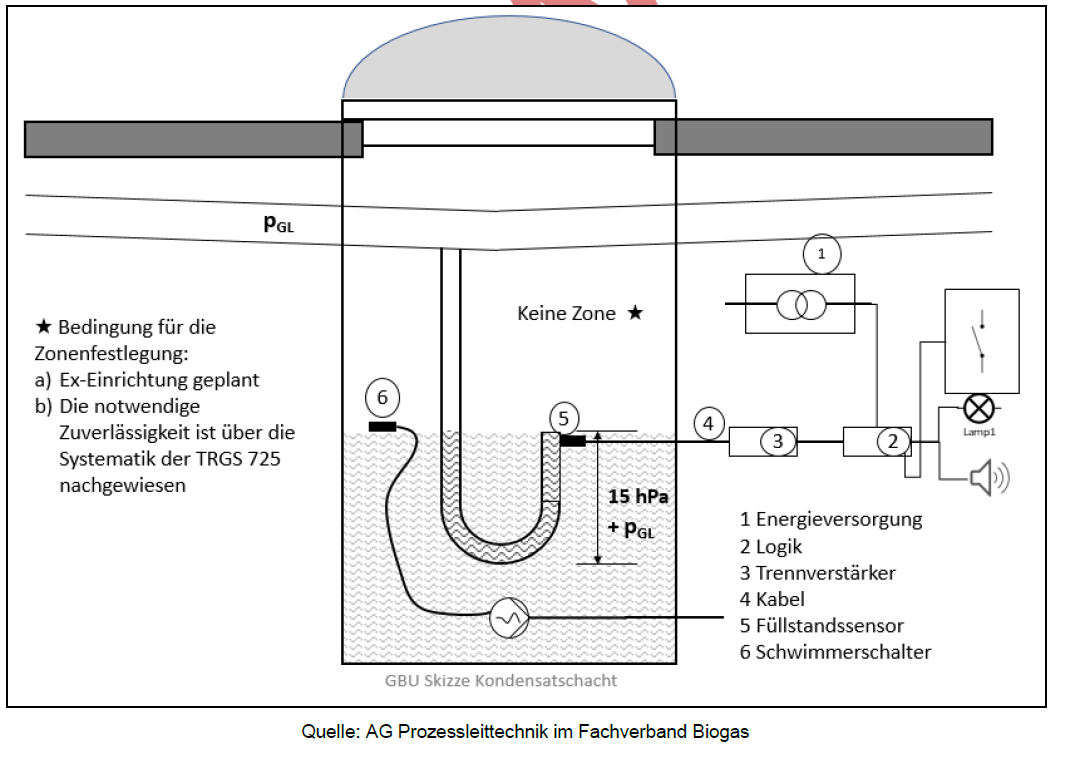 pGL
1
Keine Zone ★
★ Bedingung für die
Zonenfestlegung:
a) Ex-Einrichtung geplant
b) Die notwendige
Zuverlässigkeit ist über die
Systematik der TRGS 725
nachgewiesen
6
5
4
3
2
Lamp1
15 hPa
+ pGL
1 Energieversorgung
2 Logik
3 Trennverstärker
4 Kabel
5 Füllstandssensor
6 Schwimmerschalter
GBU Skizze Kondensatschacht
Quelle: AG Prozessleittechnik im Fachverband Biogas